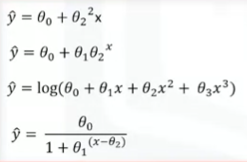 ŷ = θ₀ + θ₂²x
ŷ = θ₀ + θ₁θ₂ˣ
ŷ = log(θ₀ + θ₁x + θ₂x² + θ₃x³)
ŷ = θ₀ / (1 + θ₁^(x−θ₂))